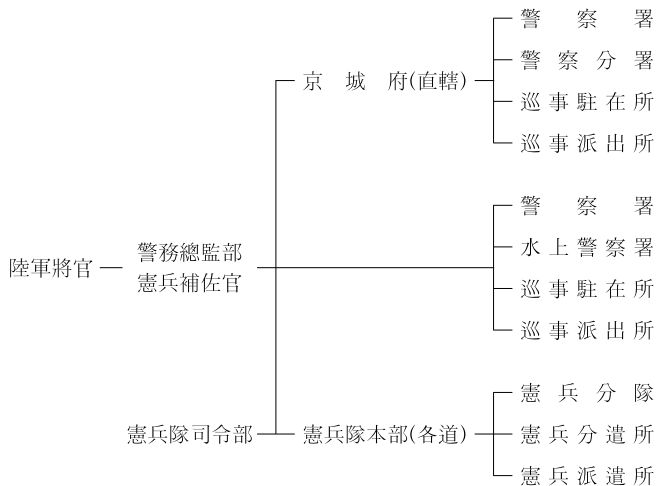 警察署
京城府(直轄)
警察分署
巡事駐在所
巡事派出所
陸軍將官
警務總監部
憲兵補佐官
警察署
水上警察署
巡事駐在所
巡事派出所
憲兵隊司令部
憲兵隊本部(各道)
憲兵分隊
憲兵分遣所
憲兵派遣所